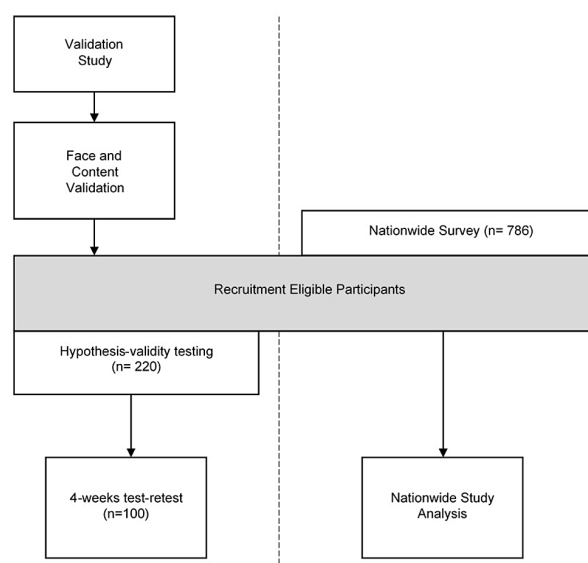 Validation
Study
Face and
Content
Validation
Nationwide Survey (n= 786)
Recruitment Eligible Participants
Hypothesis-validity testing
(n= 220)
4-weeks test-retest
(n=100)
Nationwide Study
Analysis